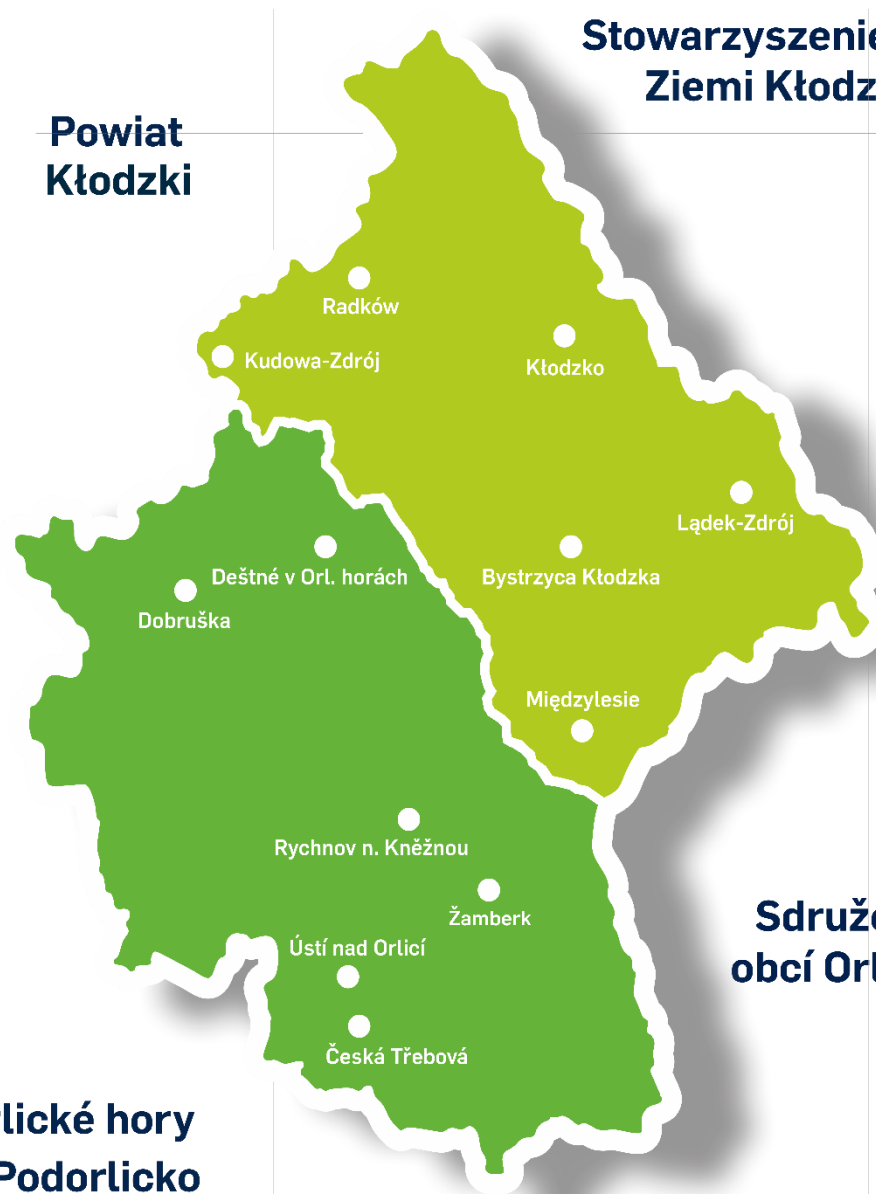 Stowarzyszenie
Ziemi Kłodz
Powiat
Kłodzki
Radków
Kudowa-Zdrój
Kłodzko
Lądek-Zdrój
Deštné v Orl. horách
Bystrzyca Kłodzka
Dobruška
Międzylesie
Rychnov n. Kněžnou
Žamberk
Sdruže
obcí Orl
Ústí nad Orlicí
Česká Třebová
lické hory
Podorlicko